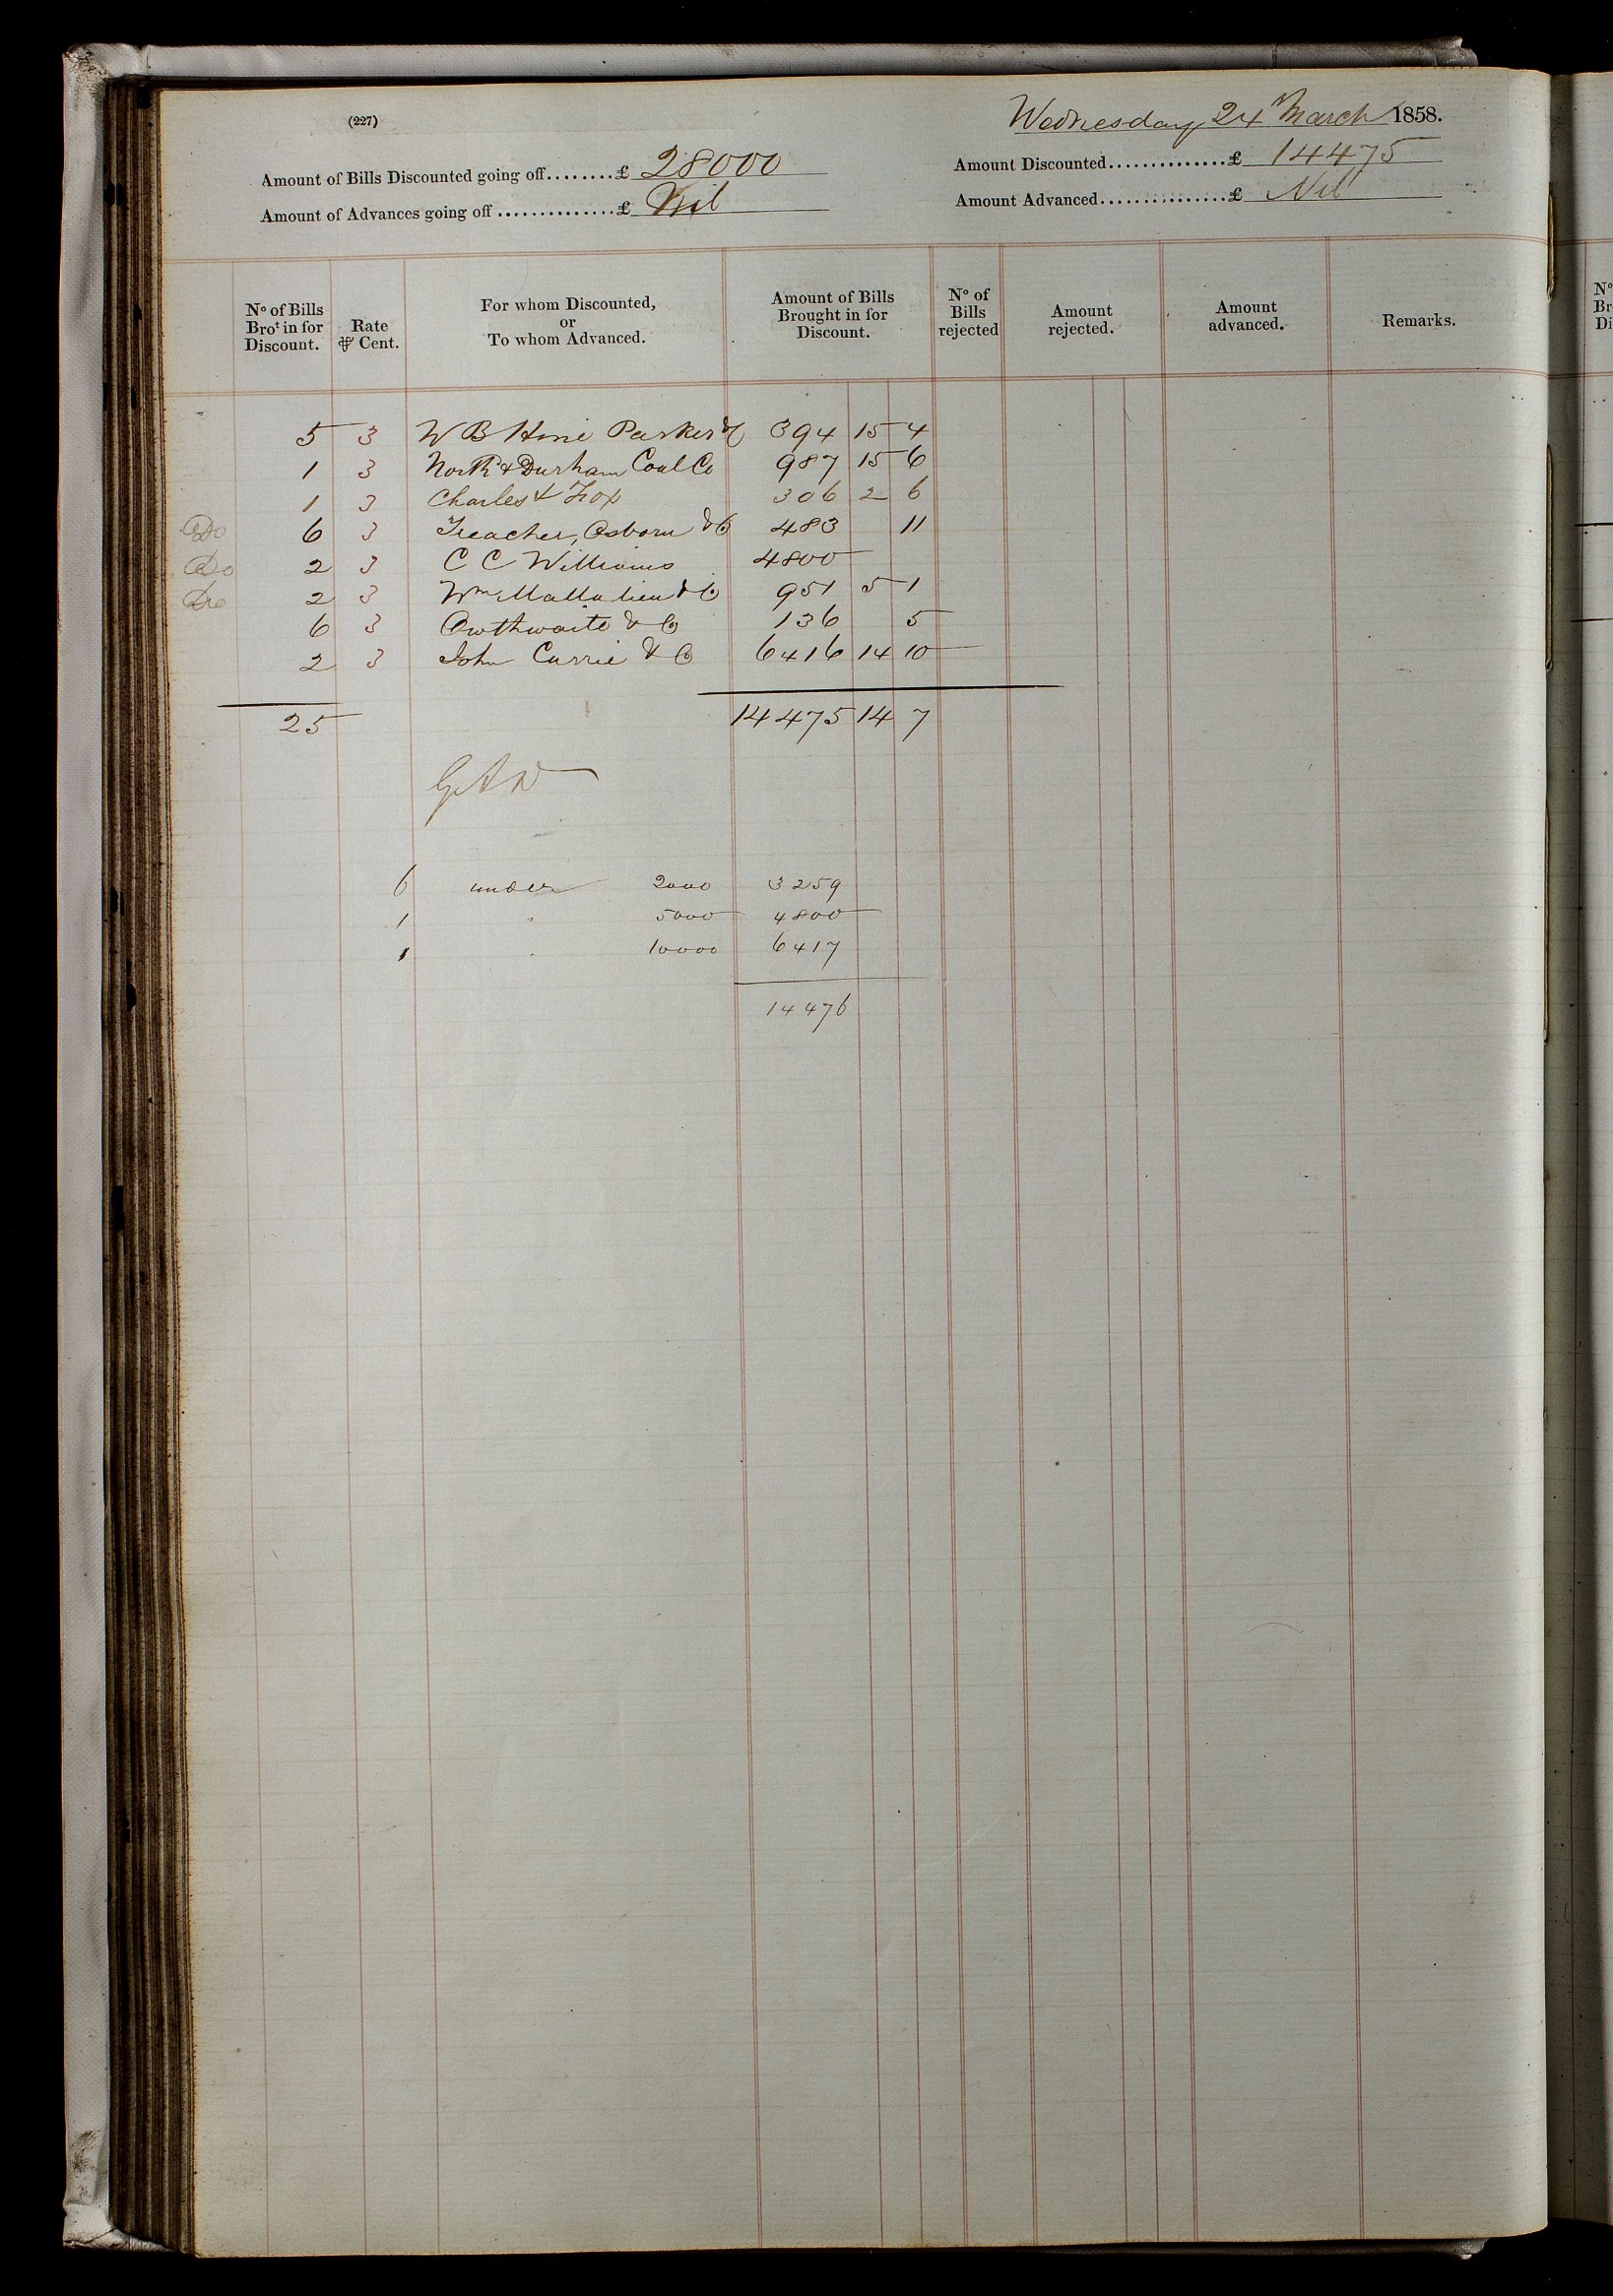 (227)
Wednesday 24th March 1858.
Amount of Bills Discounted going off........£ 28000
Amount of Advances going off..............£ Nil
Amount Discounted..............£ 14475
Amount Advanced...............£ Nil
No of Bills Brot in for Discount.
Rate ⅌ Cent.
For whom Discounted, or To whom Advanced.
Amount of Bills Brought in for Discount.
No of Bills rejected
Amount rejected.
Amount advanced.
Remarks.
5 3 W B Hine Parker & C 394 15 4
1 3 North & Durham Coal Co 987 15 6
1 3 Charles & Fox 306 2 6
Do 6 3 Treacher, Osborn & Co 483 11
Do 2 3 C C Williams 4800
Do 2 3 Wm Mallalieu & Co 951 5 1
6 3 Owthwaite & Co 136 5
2 3 John Currie & Co 6416 14 10
25 14475 14 7
6 under 2000 3259
1 " 5000 4800
1 " 10000 6417
14476
No
Br
Di